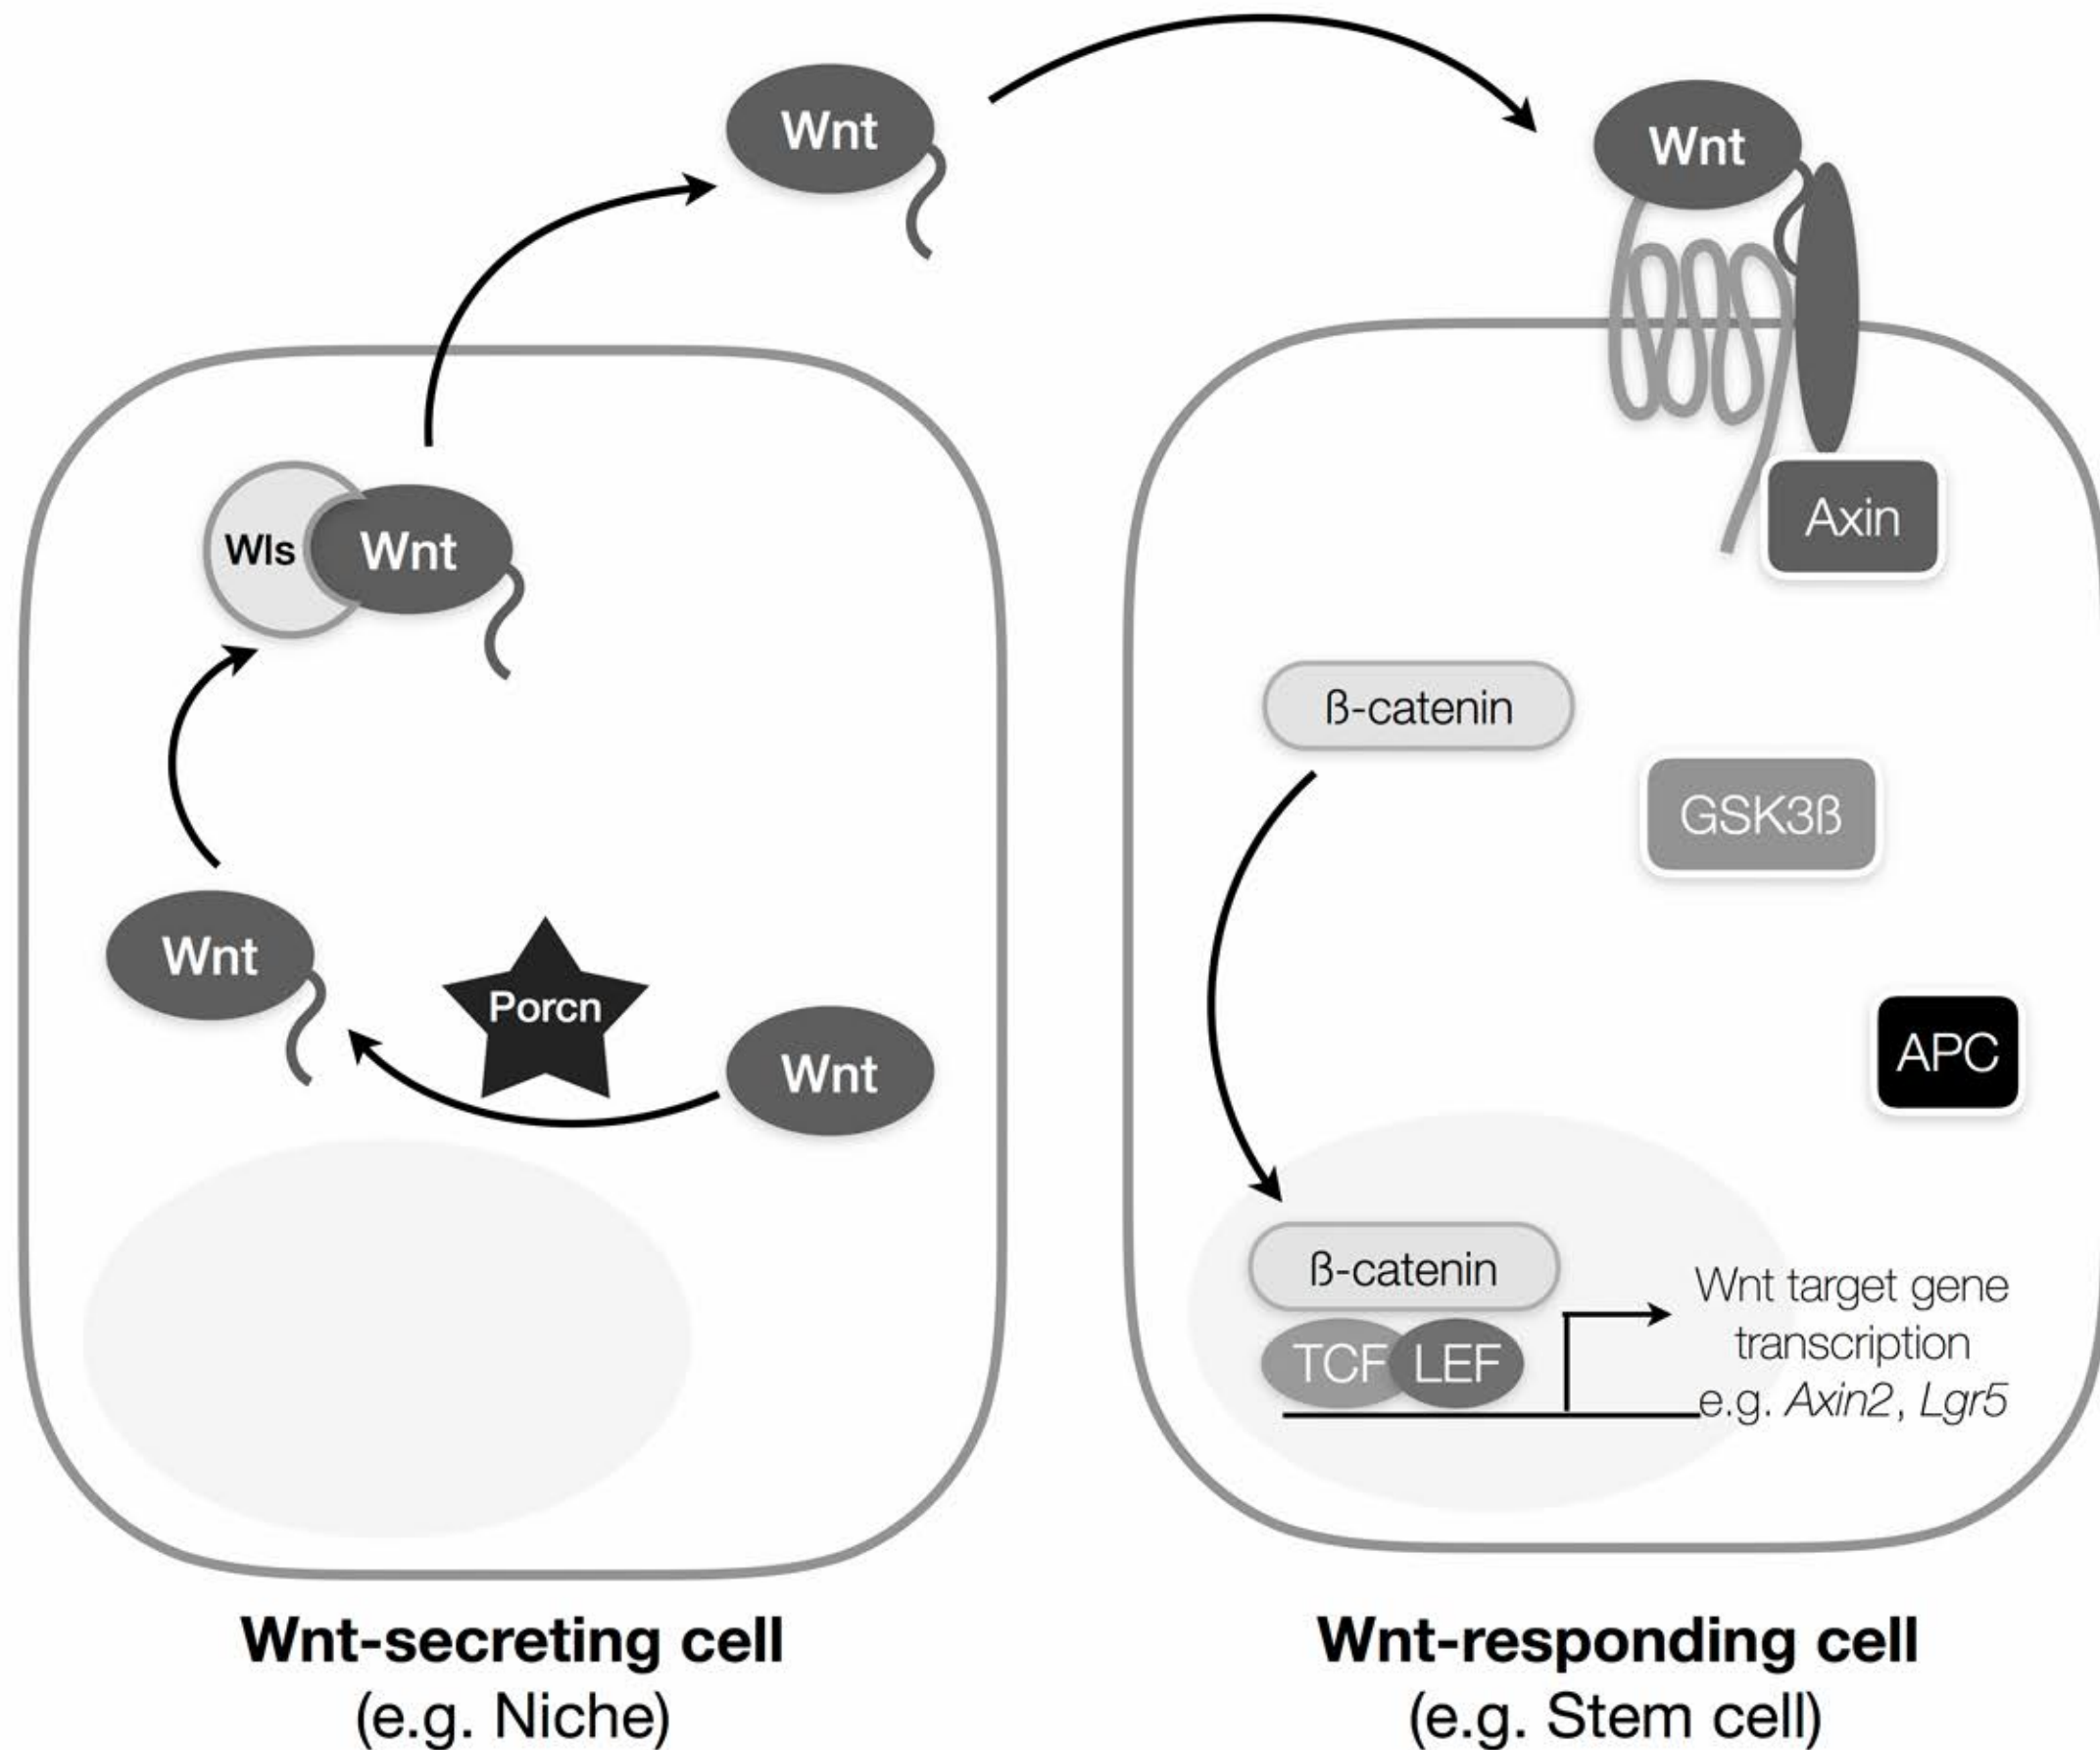 Wnt
Wnt
Wls
Wnt
Wnt
Porcn
Wnt
Wnt-secreting cell
(e.g. Niche)
Axin
ß-catenin
GSK3ß
APC
ß-catenin
TCF
LEF
Wnt target gene
transcription
e.g. Axin2, Lgr5
Wnt-responding cell
(e.g. Stem cell)